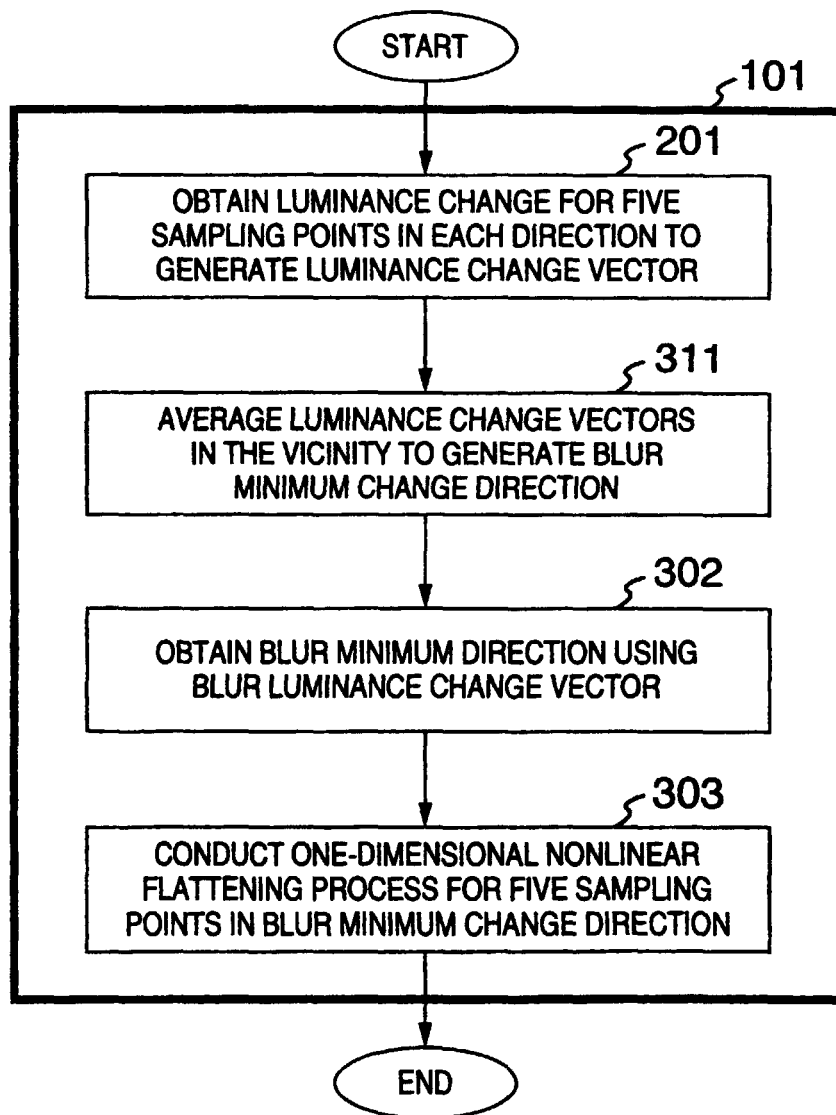 START
101
201
OBTAIN LUMINANCE CHANGE FOR FIVE
SAMPLING POINTS IN EACH DIRECTION TO
GENERATE LUMINANCE CHANGE VECTOR
311
AVERAGE LUMINANCE CHANGE VECTORS
IN THE VICINITY TO GENERATE BLUR
MINIMUM CHANGE DIRECTION
302
OBTAIN BLUR MINIMUM DIRECTION USING
BLUR LUMINANCE CHANGE VECTOR
303
CONDUCT ONE-DIMENSIONAL NONLINEAR
FLATTENING PROCESS FOR FIVE SAMPLING
POINTS IN BLUR MINIMUM CHANGE DIRECTION
END